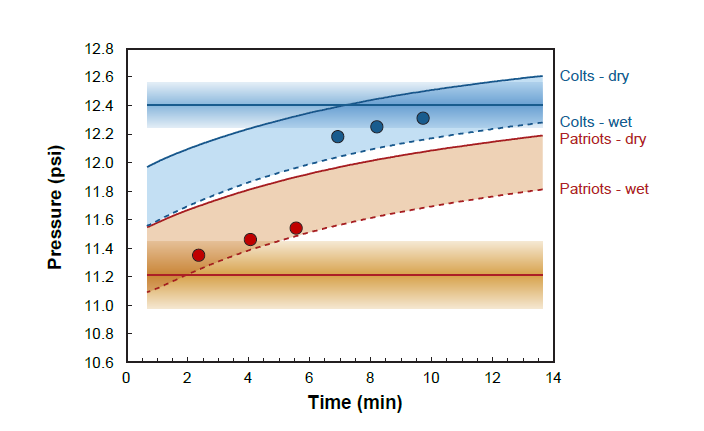 12.8
12.6
12.4
12.2
12.0
11.8
11.6
11.4
11.2
11.0
10.8
10.6
Pressure (psi)
0 2 4 6 8 10 12 14
Time (min)
Colts - dry
Colts - wet
Patriots - dry
Patriots - wet